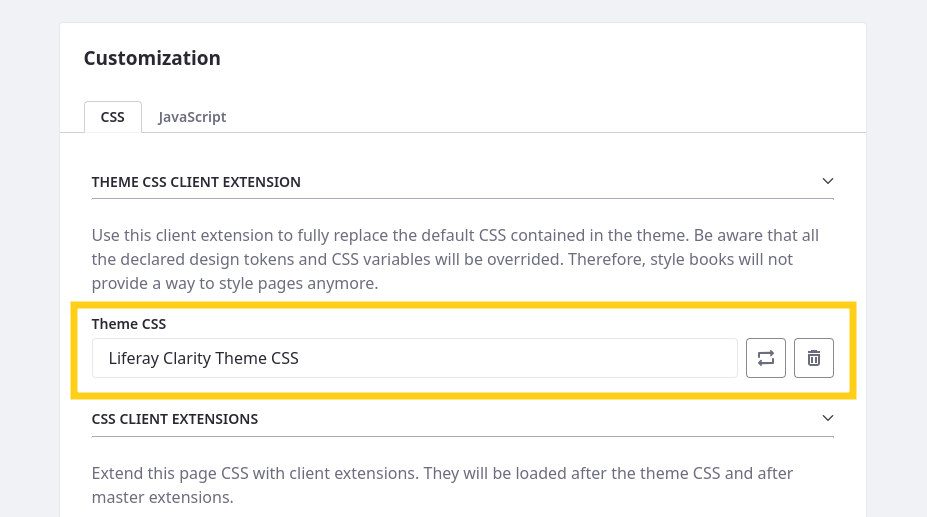 Customization
CSS
JavaScript
THEME CSS CLIENT EXTENSION
Use this client extension to fully replace the default CSS contained in the theme. Be aware that all
the declared design tokens and CSS variables will be overrided. Therefore, style books will not
provide a way to style pages anymore.
Theme CSS
Liferay Clarity Theme CSS
CSS CLIENT EXTENSIONS
Extend this page CSS with client extensions. They will be loaded after the theme CSS and after
master extensions.